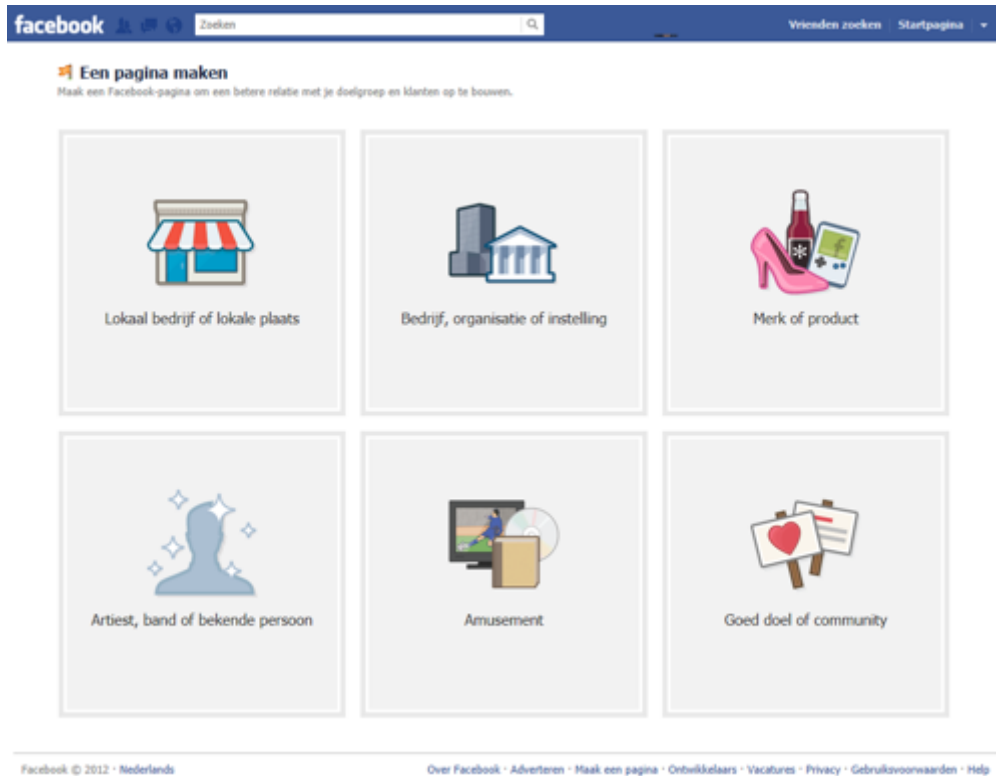 facebook Zoeken Vrienden zoeken Startpagina
Een pagina maken
Maak een Facebook-pagina om een betere relatie met je doelgroep en klanten op te bouwen.
Lokaal bedrijf of lokale plaats
Bedrijf, organisatie of instelling
Merk of product
Artiest, band of bekende persoon
Amusement
Goed doel of community
Facebook © 2012 · Nederlands
Over Facebook · Adverteren · Maak een pagina · Ontwikkelaars · Vacatures · Privacy · Gebruiksvoorwaarden · Help